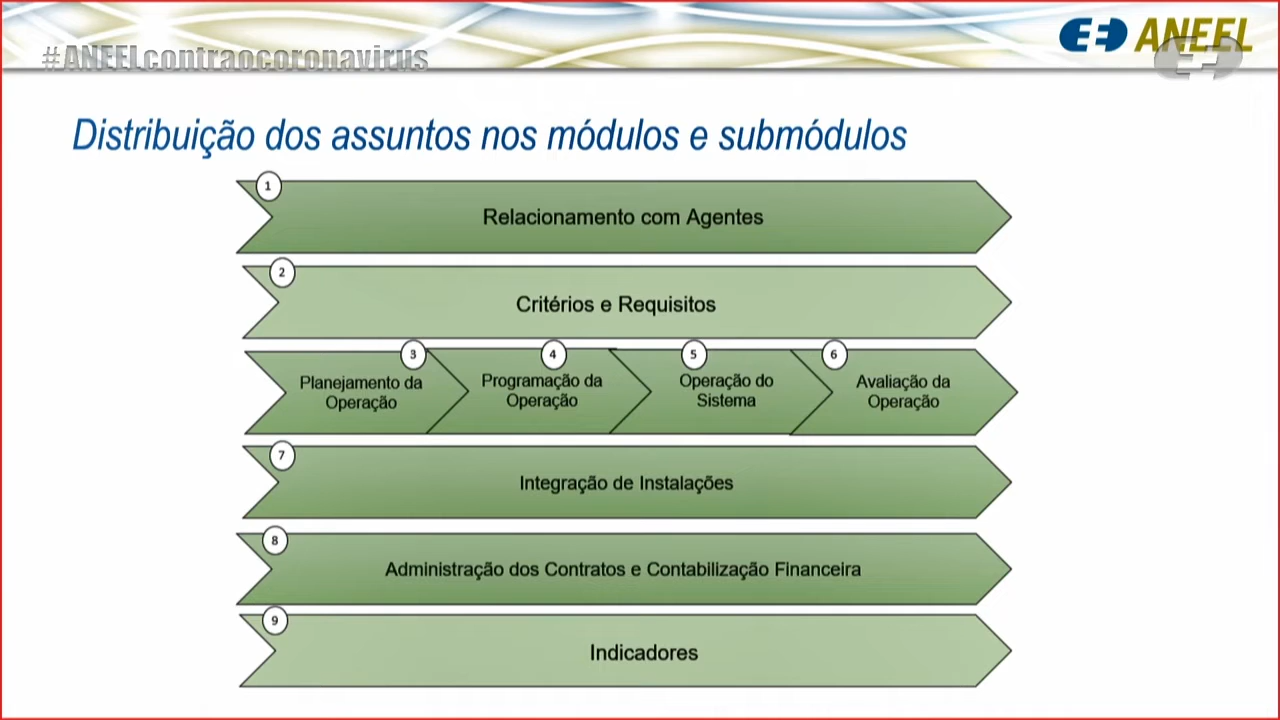 #ANEELcontraocoronavirus
ANEEL
Distribuição dos assuntos nos módulos e submódulos
1
Relacionamento com Agentes
2
Critérios e Requisitos
3
Planejamento da
Operação
4
Programação da
Operação
5
Operação do
Sistema
6
Avaliação da
Operação
7
Integração de Instalações
8
Administração dos Contratos e Contabilização Financeira
9
Indicadores